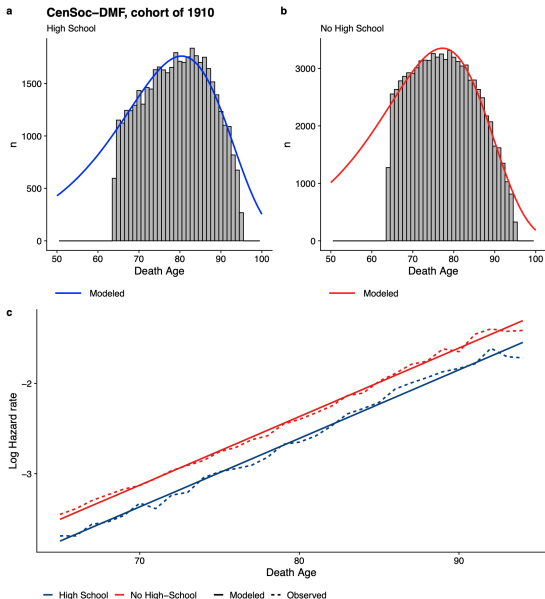 a CenSoc−DMF, cohort of 1910 b
High School No High School
n
0
500
1000
1500
50 60 70 80 90 100
Death Age
Modeled
n
0
1000
2000
3000
50 60 70 80 90 100
Death Age
Modeled
c
Log Hazard rate
−2
−3
70 80 90
Death Age
High School No High−School Modeled Observed